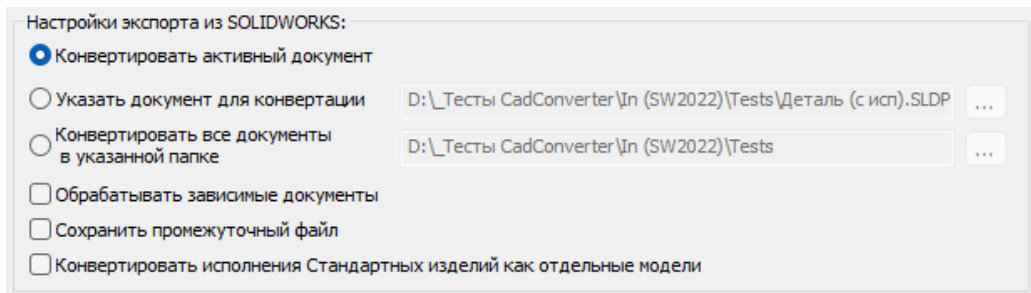 Настройки экспорта из SOLIDWORKS:
Конвертировать активный документ
Указать документ для конвертации D:\_Тесты CadConverter\In (SW2022)\Tests\Деталь (с исп).SLDP ...
Конвертировать все документы
в указанной папке D:\_Тесты CadConverter\In (SW2022)\Tests ...
Обрабатывать зависимые документы
Сохранить промежуточный файл
Конвертировать исполнения Стандартных изделий как отдельные модели